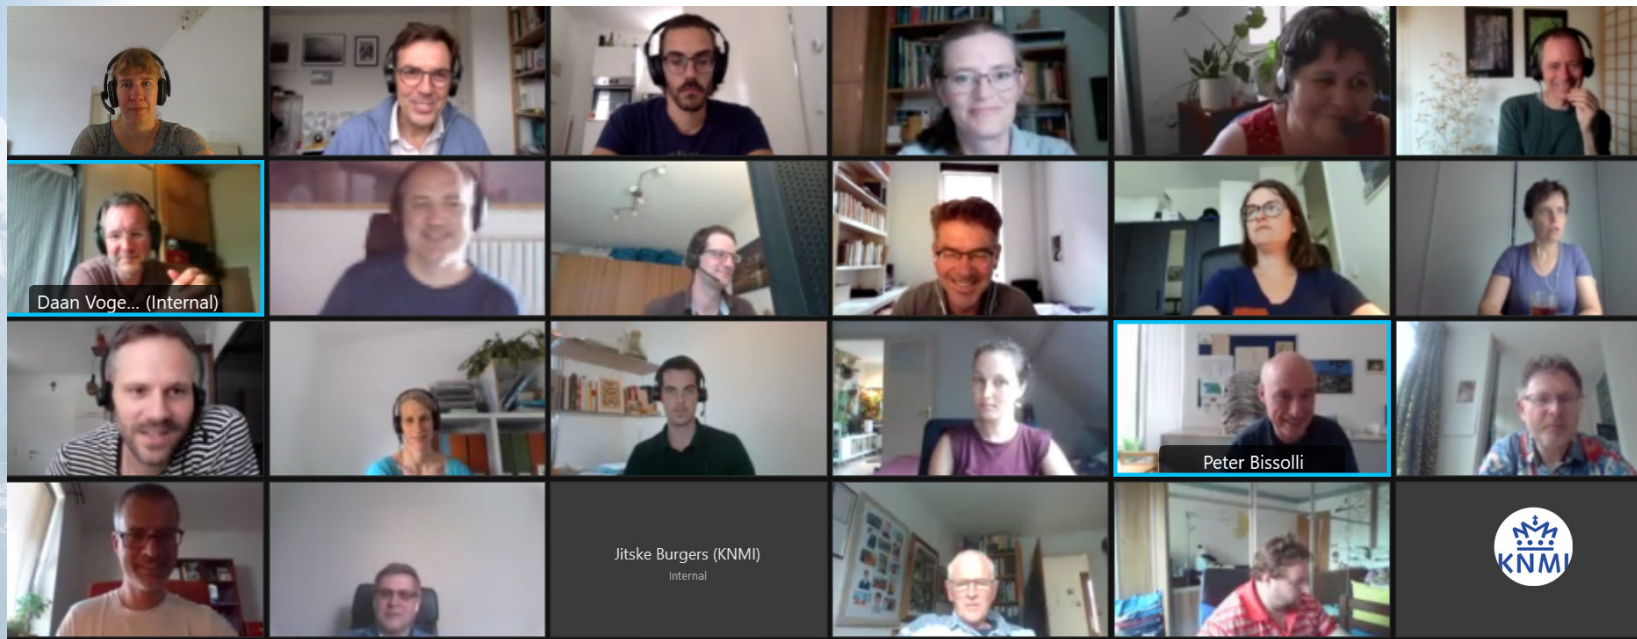 Daan Voge... (Internal)
Peter Bissolli
Jitske Burgers (KNMI)
Internal
KNMI